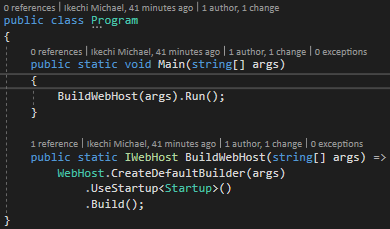 0 references | Ikechi Michael, 41 minutes ago | 1 author, 1 change
public class Program
{
0 references | Ikechi Michael, 41 minutes ago | 1 author, 1 change | 0 exceptions
public static void Main(string[] args)
{
BuildWebHost(args).Run();
}
1 reference | Ikechi Michael, 41 minutes ago | 1 author, 1 change | 0 exceptions
public static IWebHost BuildWebHost(string[] args) =>
WebHost.CreateDefaultBuilder(args)
.UseStartup<Startup>()
.Build();
}